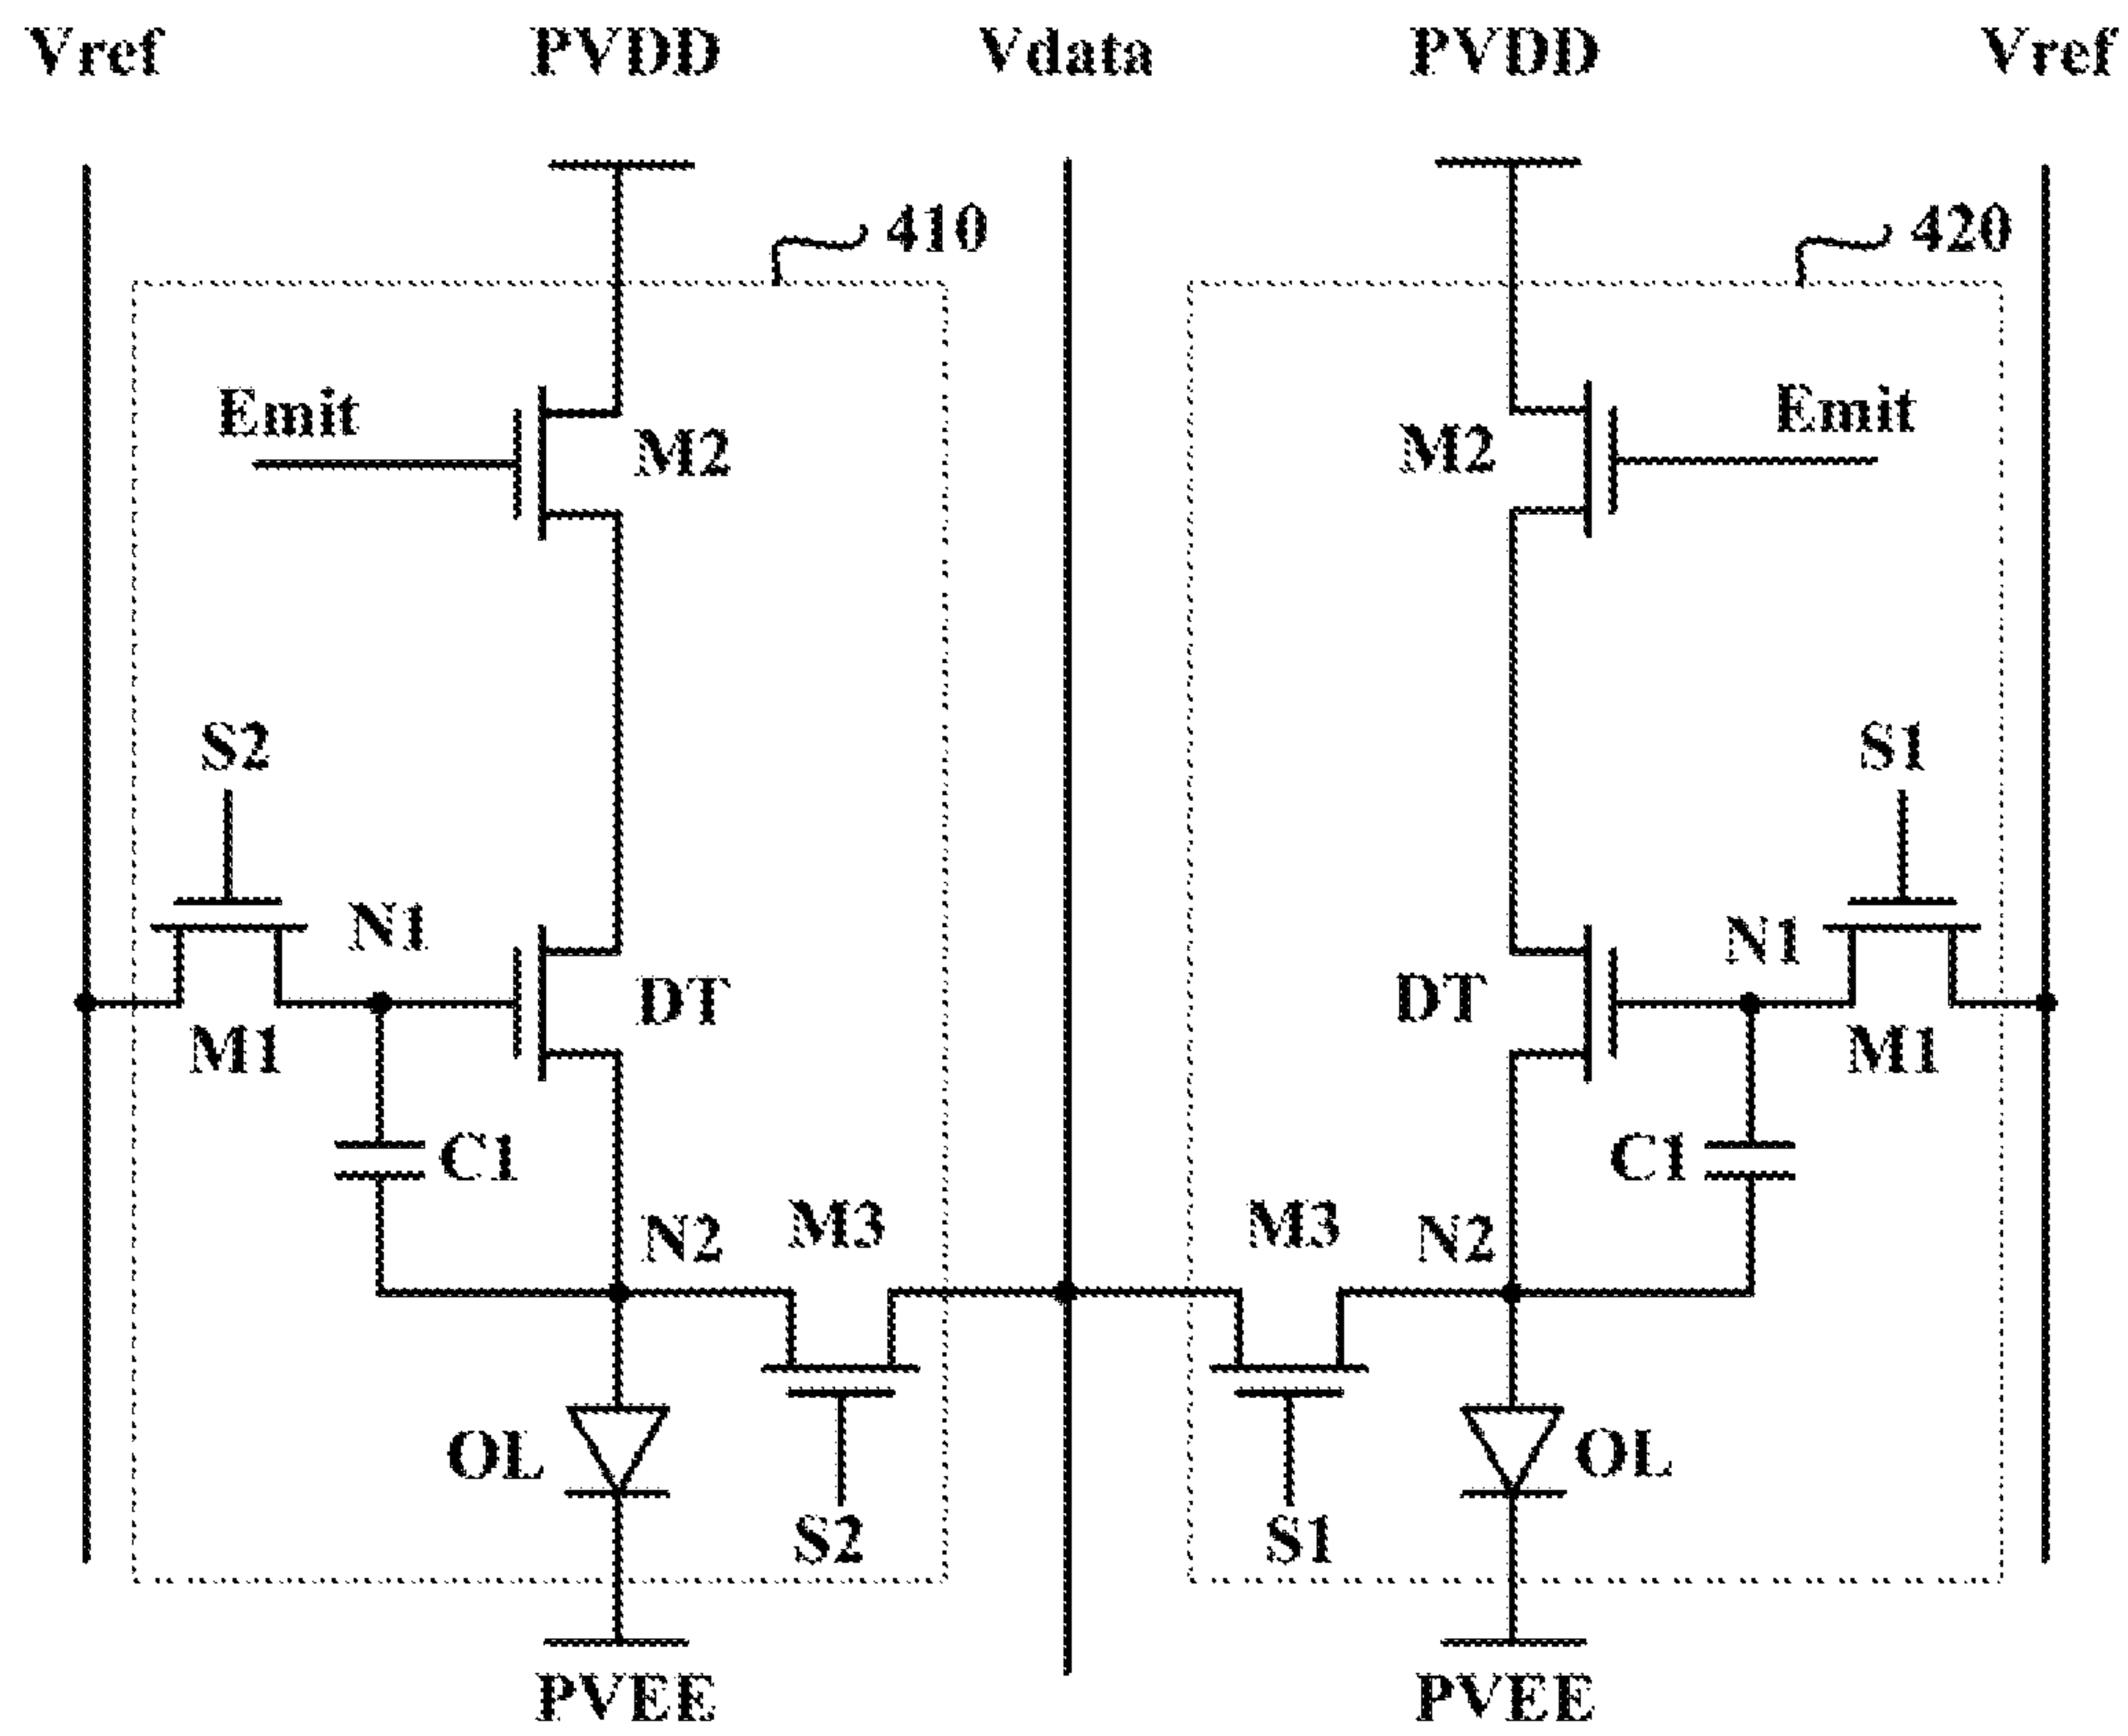 Vref PVDD Vdata PVDD Vref
410 420
Emit M2 M2 Emit
S2 S1
N1 N1
M1 DT DT M1
C1 C1
N2 M3 M3 N2
OL OL
S2 S1
PVEE PVEE